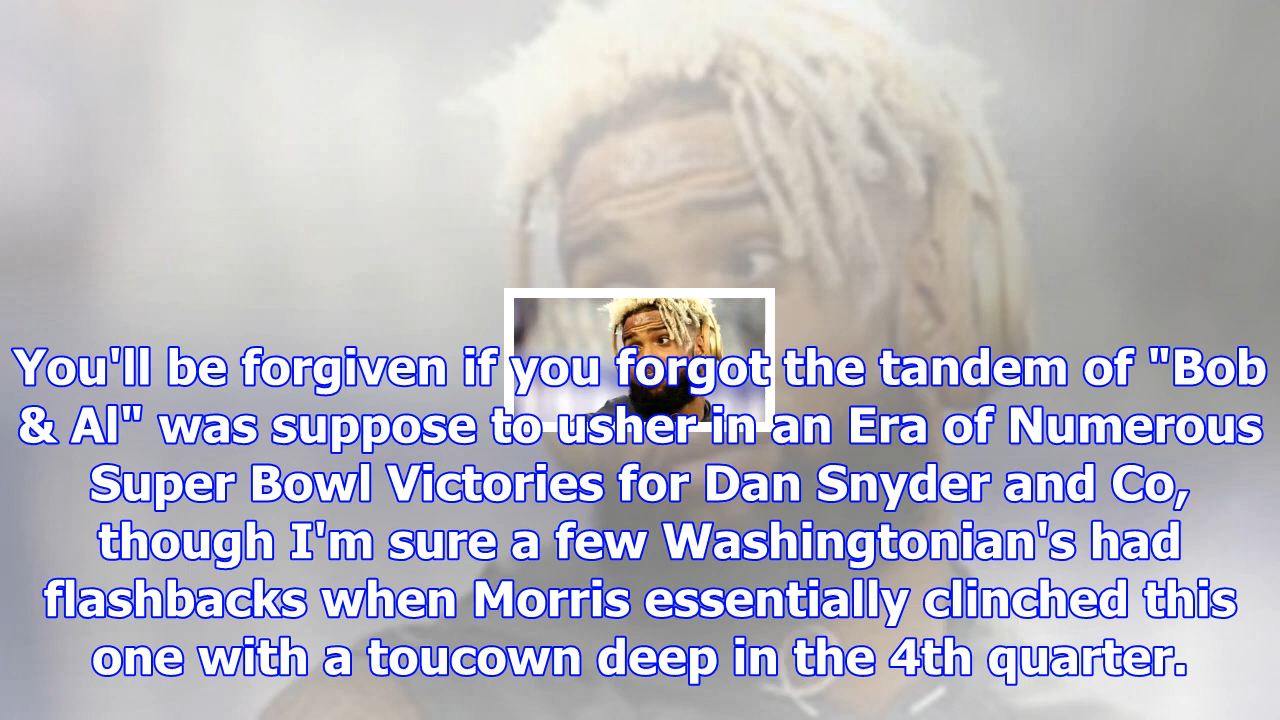 You'll be forgiven if you forgot the tandem of "Bob
& Al" was suppose to usher in an Era of Numerous
Super Bowl Victories for Dan Snyder and Co,
though I'm sure a few Washingtonian's had
flashbacks when Morris essentially clinched this
one with a toucown deep in the 4th quarter.